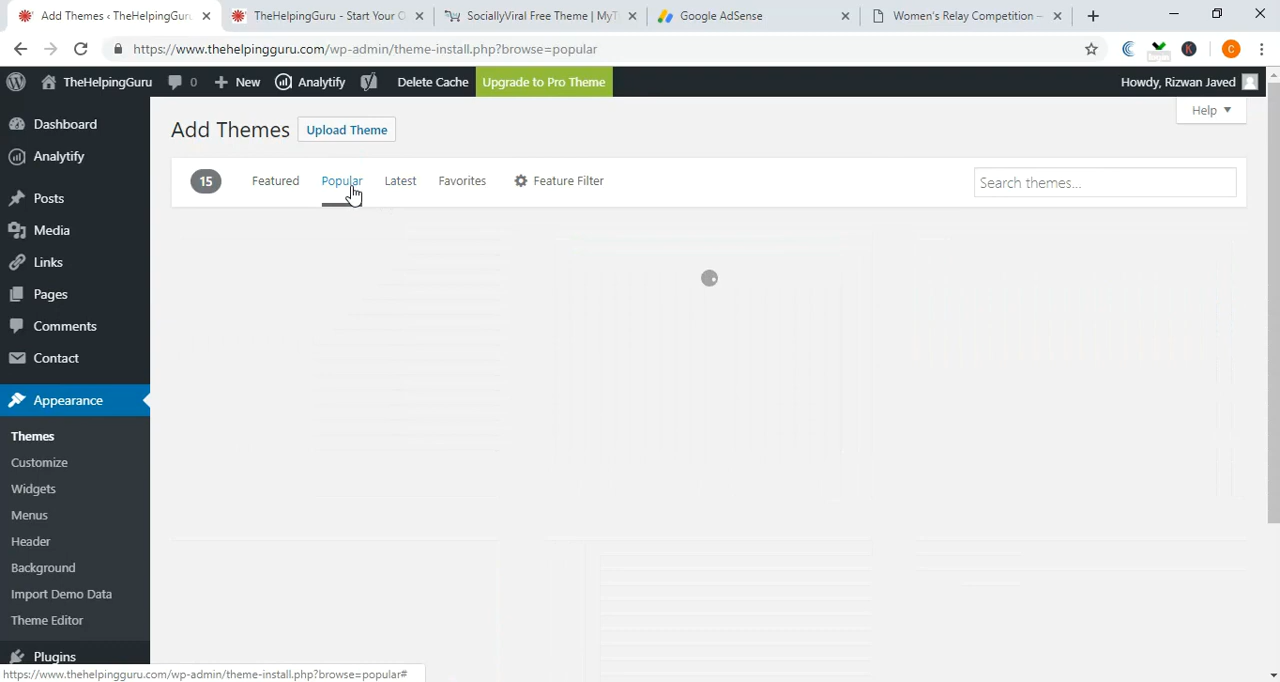 Add Themes ‹ TheHelpingGuru
TheHelpingGuru - Start Your O
SociallyViral Free Theme | MyT
Google AdSense
Women's Relay Competition –
https://www.thehelpingguru.com/wp-admin/theme-install.php?browse=popular
TheHelpingGuru 0 New Analytify Delete Cache Upgrade to Pro Theme Howdy, Rizwan Javed
Help
Dashboard
Analytify
Posts
Media
Links
Pages
Comments
Contact
Appearance
Themes
Customize
Widgets
Menus
Header
Background
Import Demo Data
Theme Editor
Plugins
Add Themes Upload Theme
15 Featured Popular Latest Favorites Feature Filter Search themes...
https://www.thehelpingguru.com/wp-admin/theme-install.php?browse=popular#